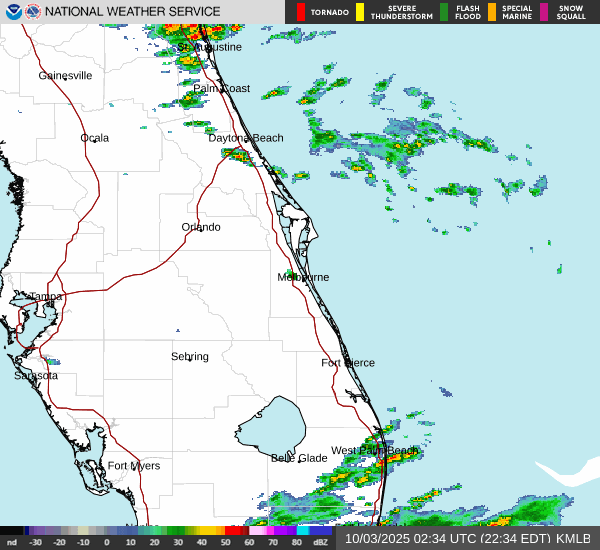 NATIONAL WEATHER SERVICE
TORNADO
SEVERE THUNDERSTORM
FLASH FLOOD
SPECIAL MARINE
SNOW SQUALL
St. Augustine
Gainesville
Palm Coast
Ocala
Daytona Beach
Orlando
Melbourne
Tampa
Sebring
Fort Pierce
Sarasota
West Palm Beach
Belle Glade
Fort Myers
nd -30 -20 -10 0 10 20 30 40 50 60 70 80 dBZ
10/03/2025 02:34 UTC (22:34 EDT) KMLB